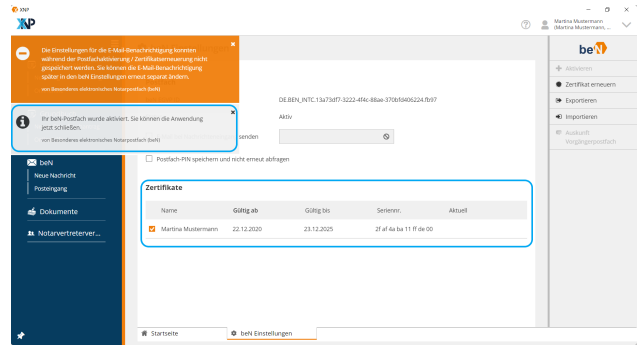 XNP
XNP
Martina Mustermann
(Martina Mustermann, ...
Die Einstellungen für die E-Mail-Benachrichtigung konnten
während der Postfachaktivierung / Zertifikatserneuerung nicht
gespeichert werden. Sie können die E-Mail-Benachrichtigung
später in den beN Einstellungen erneut separat ändern.
von Besonderes elektronisches Notarpostfach (beN)
Ihr beN-Postfach wurde aktiviert. Sie können die Anwendung
jetzt schließen.
von Besonderes elektronisches Notarpostfach (beN)
beN
Neue Nachricht
Posteingang
Dokumente
Notarvertreterver...
DE.BEN_INTC.13a73df7-3222-4f4c-88ae-370bfd406224.fb97
Aktiv
senden
Postfach-PIN speichern und nicht erneut abfragen
Zertifikate
Name Gültig ab Gültig bis Seriennr. Aktuell
Martina Mustermann 22.12.2020 23.12.2025 2f af 4a ba 11 ff de 00
Startseite
beN Einstellungen
beN
Aktivieren
Zertifikat erneuern
Exportieren
Importieren
Auskunft
Vorgängerpostfach